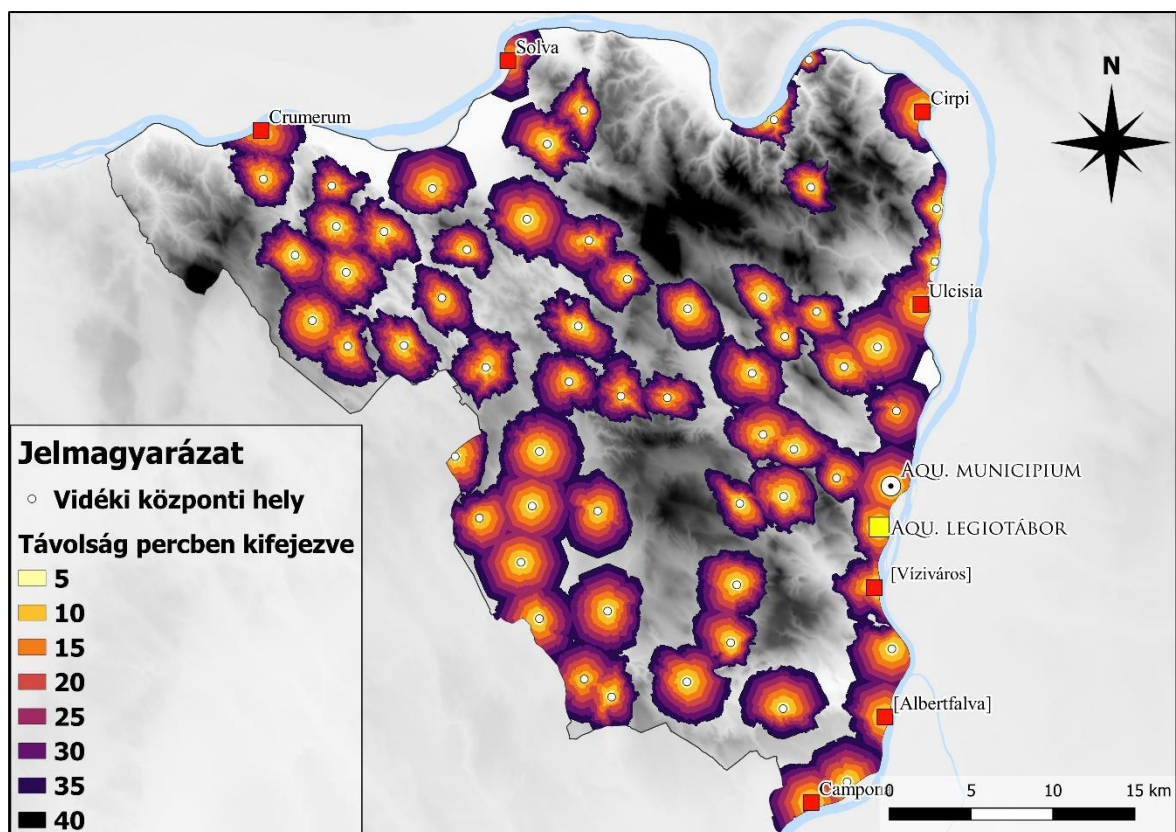 Solva
N
Cirpi
Crumerum
Ulcisia
Jelmagyarázat
Vidéki központi hely
Távolság percben kifejezve
5
10
15
20
25
30
35
40
AQU. MUNICIPIUM
AQU. LEGIOTÁBOR
[Víziváros]
[Albertfalva]
Campona
0 5 10 15 km